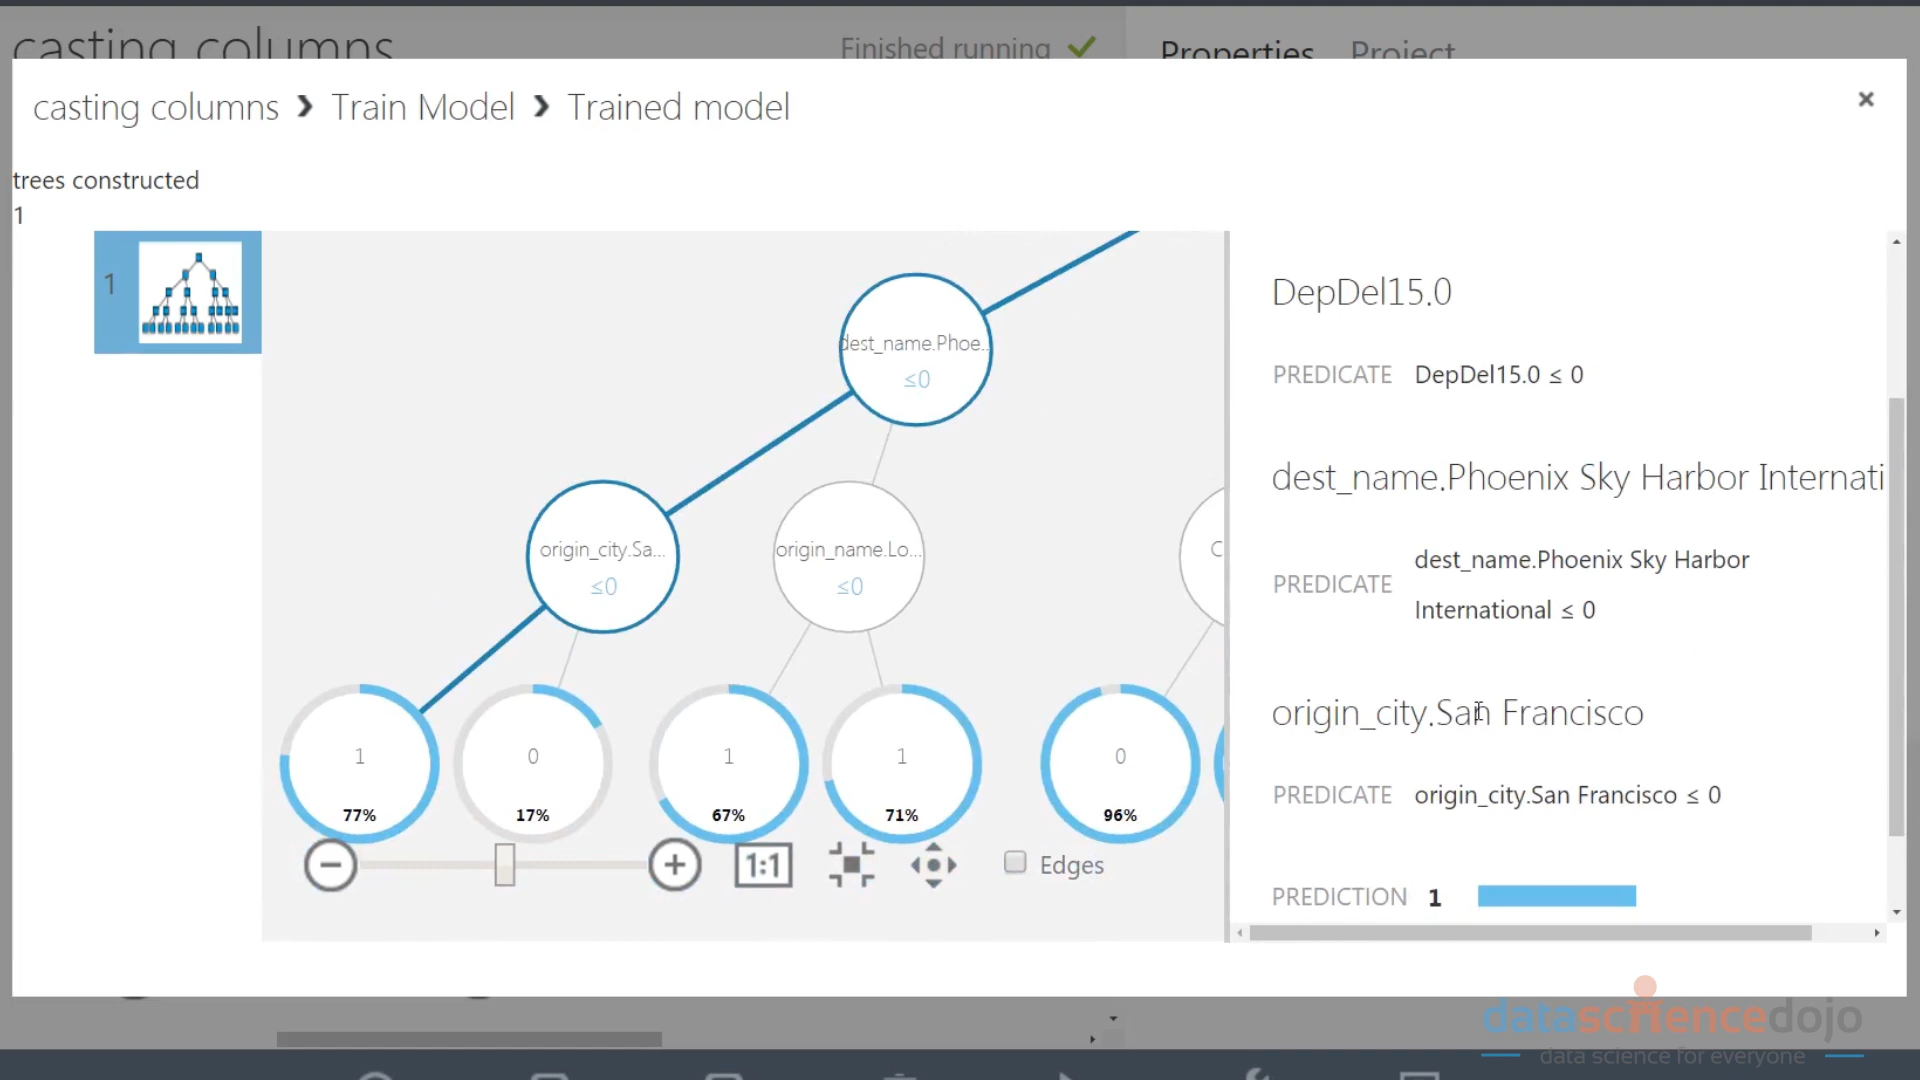 casting columns
Finished running
Properties Project
casting columns > Train Model > Trained model
×
trees constructed
1
1
dest_name.Phoe...
≤0
origin_city.Sa...
≤0
origin_name.Lo...
≤0
C
1
77%
0
17%
1
67%
1
71%
0
96%
1:1
Edges
DepDel15.0
PREDICATE DepDel15.0 ≤ 0
dest_name.Phoenix Sky Harbor Internati
PREDICATE dest_name.Phoenix Sky Harbor
International ≤ 0
origin_city.San Francisco
PREDICATE origin_city.San Francisco ≤ 0
PREDICTION 1
datasciencedojo
data science for everyone